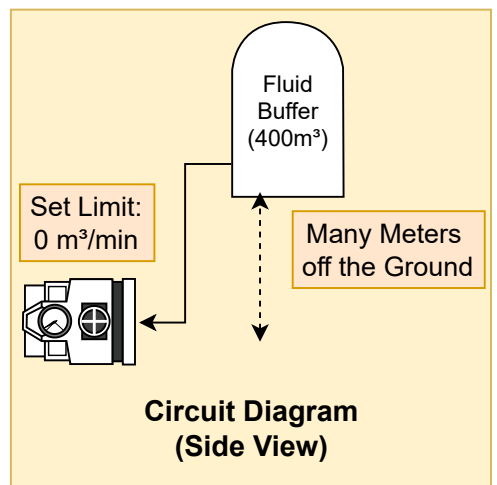 Fluid
Buffer
(400m³)
Set Limit:
0 m³/min
Many Meters
off the Ground
Circuit Diagram
(Side View)